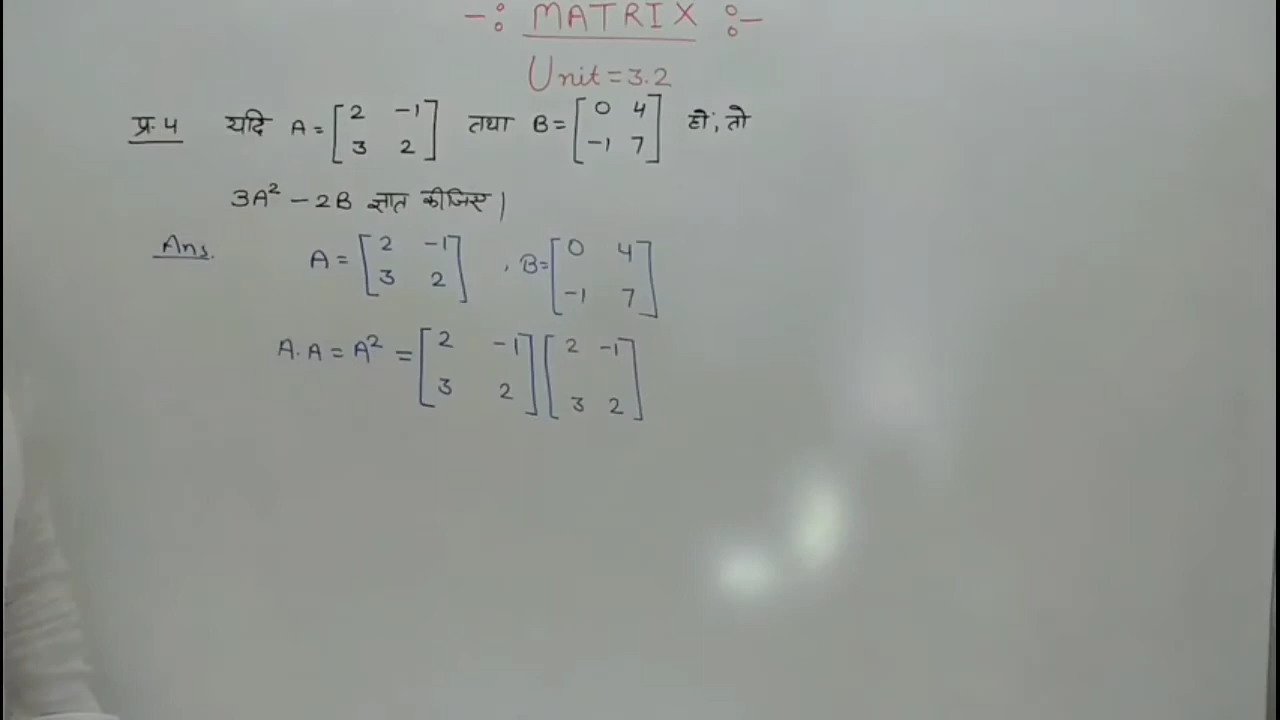 -: MATRIX :-
Unit = 3.2
प्र. 4 यदि A = [2 -1 3 2] तथा B = [0 4 -1 7] हो, तो
3A² - 2B ज्ञात कीजिए।
Ans. A = [2 -1 3 2] , B = [0 4 -1 7]
A.A = A² = [2 -1 3 2] [2 -1 3 2]